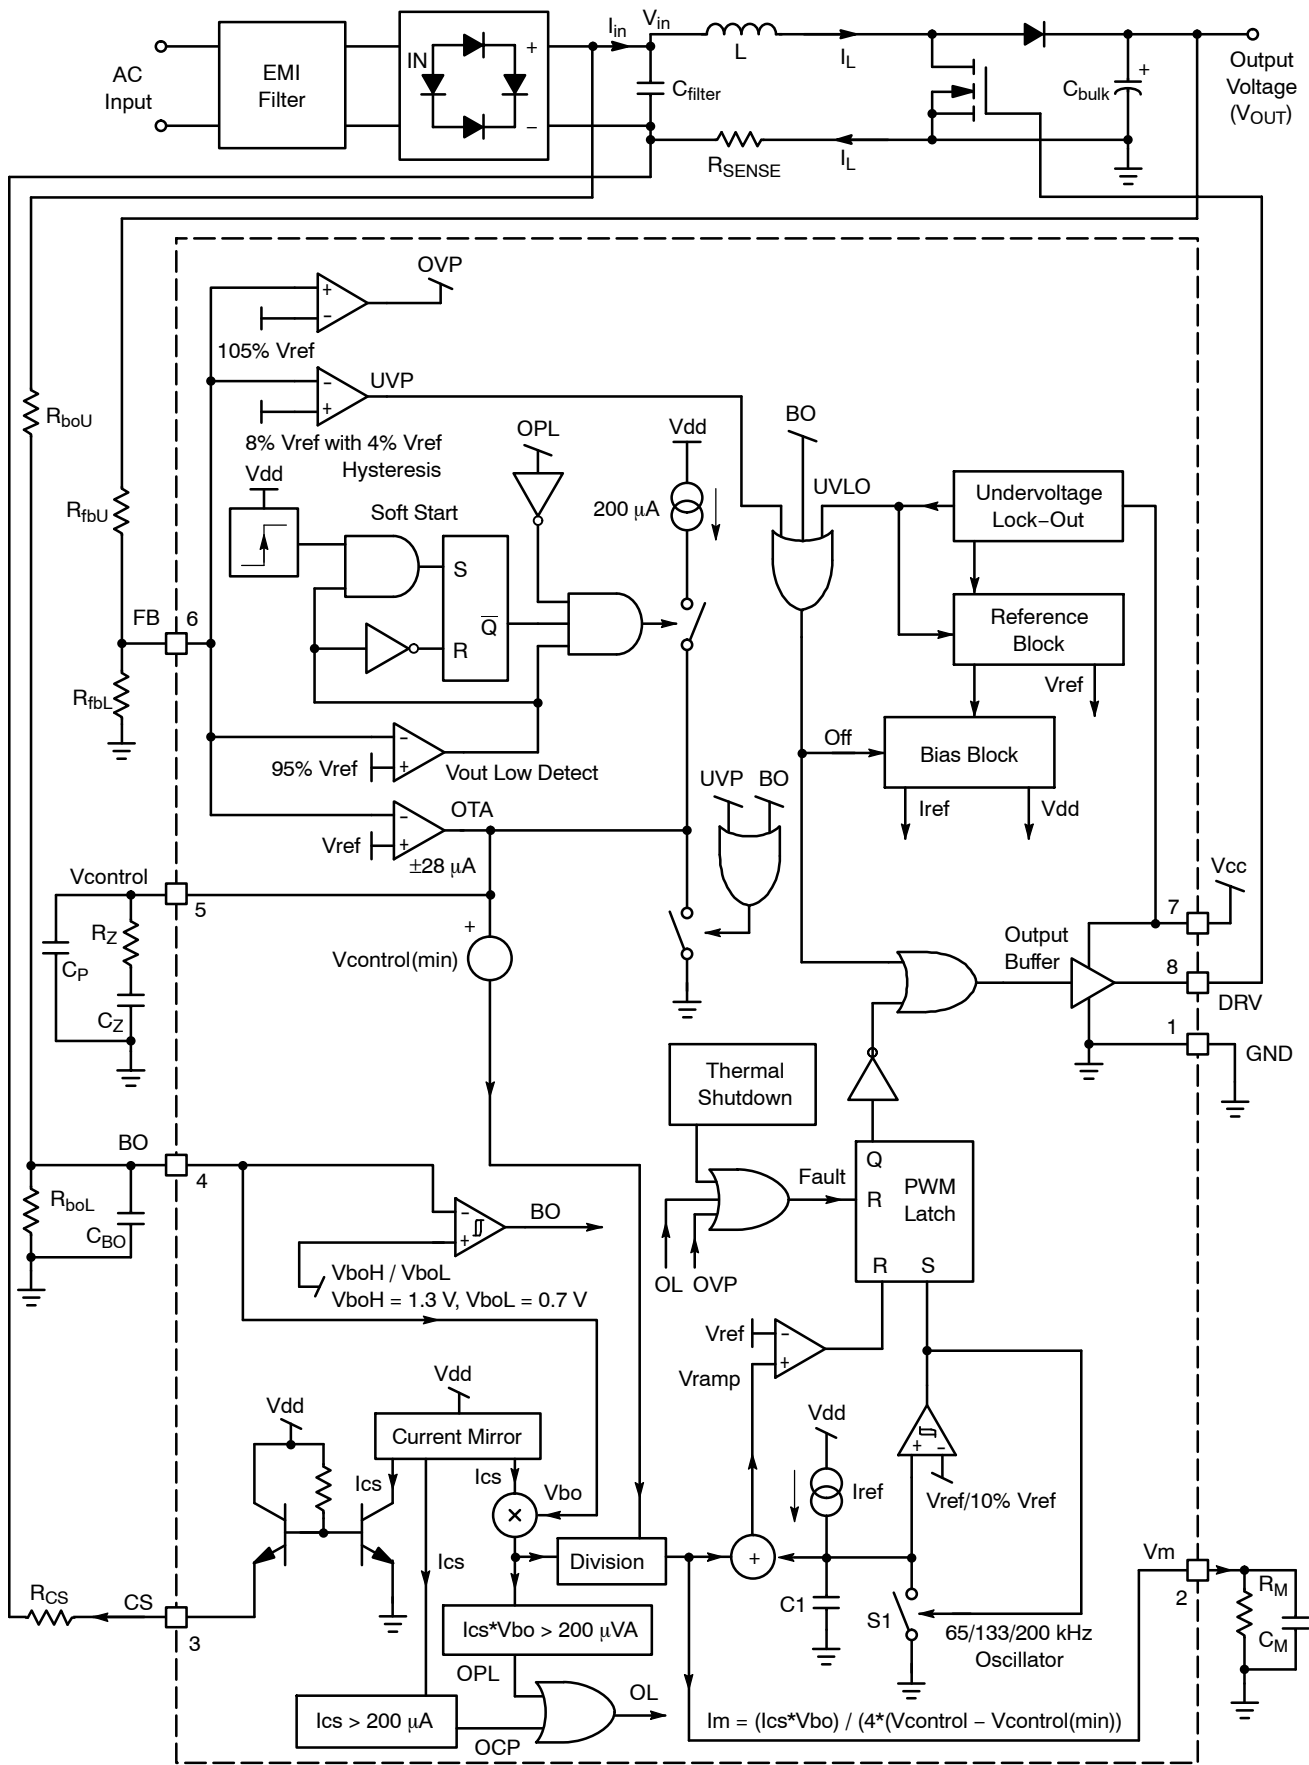 AC
Input
EMI
Filter
IN
+
−
Iin
Vin
Cfilter
L
IL
RSENSE
IL
Cbulk
+
Output
Voltage
(VOUT)
OVP
+
−
105% Vref
UVP
−
+
8% Vref with 4% Vref
Hysteresis
RboU
RfbU
RfbL
FB
6
Vdd
Soft Start
OPL
S
R
Q
Vdd
200 μA
BO
UVLO
Undervoltage
Lock−Out
Reference
Block
Vref
Off
Bias Block
Iref
Vdd
−
+
95% Vref
Vout Low Detect
OTA
−
+
Vref
±28 μA
UVP
BO
Vcontrol
5
RZ
CP
CZ
+
Vcontrol(min)
Output
Buffer
Vcc
7
8
DRV
1
GND
Thermal
Shutdown
Fault
OL
OVP
Q
R
PWM
Latch
R
S
BO
4
RboL
CBO
−
+
BO
VboH / VboL
VboH = 1.3 V, VboL = 0.7 V
Vref
−
+
Vramp
Vdd
Iref
+
−
Vref/10% Vref
Vdd
Current Mirror
Vdd
Ics
Ics
Vbo
×
Ics
Division
+
C1
S1
65/133/200 kHz
Oscillator
Vm
2
RM
CM
RCS
CS
3
Ics*Vbo > 200 μVA
OPL
OL
Ics > 200 μA
OCP
Im = (Ics*Vbo) / (4*(Vcontrol − Vcontrol(min))